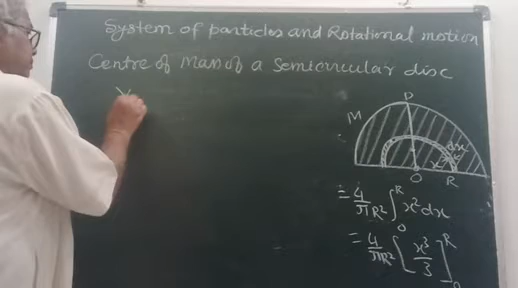 System of particles and Rotational motion
Centre of Mass of a Semicircular disc
Y
D
M
dx
x
O
R
= 4/πR² ∫₀ᴿ x² dx
= 4/πR² [x³/3]₀ᴿ